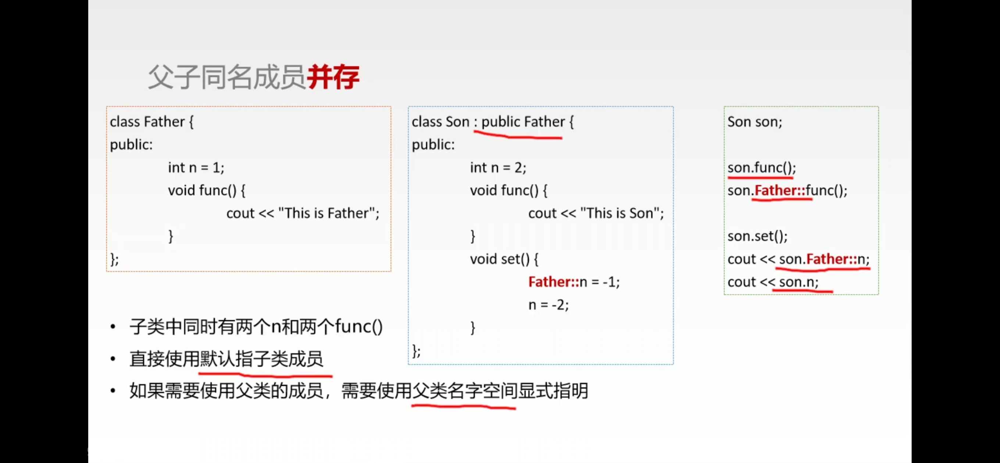 父子同名成员并存
class Father {
public:
int n = 1;
void func() {
cout << "This is Father";
}
};
class Son : public Father {
public:
int n = 2;
void func() {
cout << "This is Son";
}
void set() {
Father::n = -1;
n = -2;
}
};
Son son;
son.func();
son.Father::func();
son.set();
cout << son.Father::n;
cout << son.n;
• 子类中同时有两个n和两个func()
• 直接使用默认指子类成员
• 如果需要使用父类的成员，需要使用父类名字空间显式指明